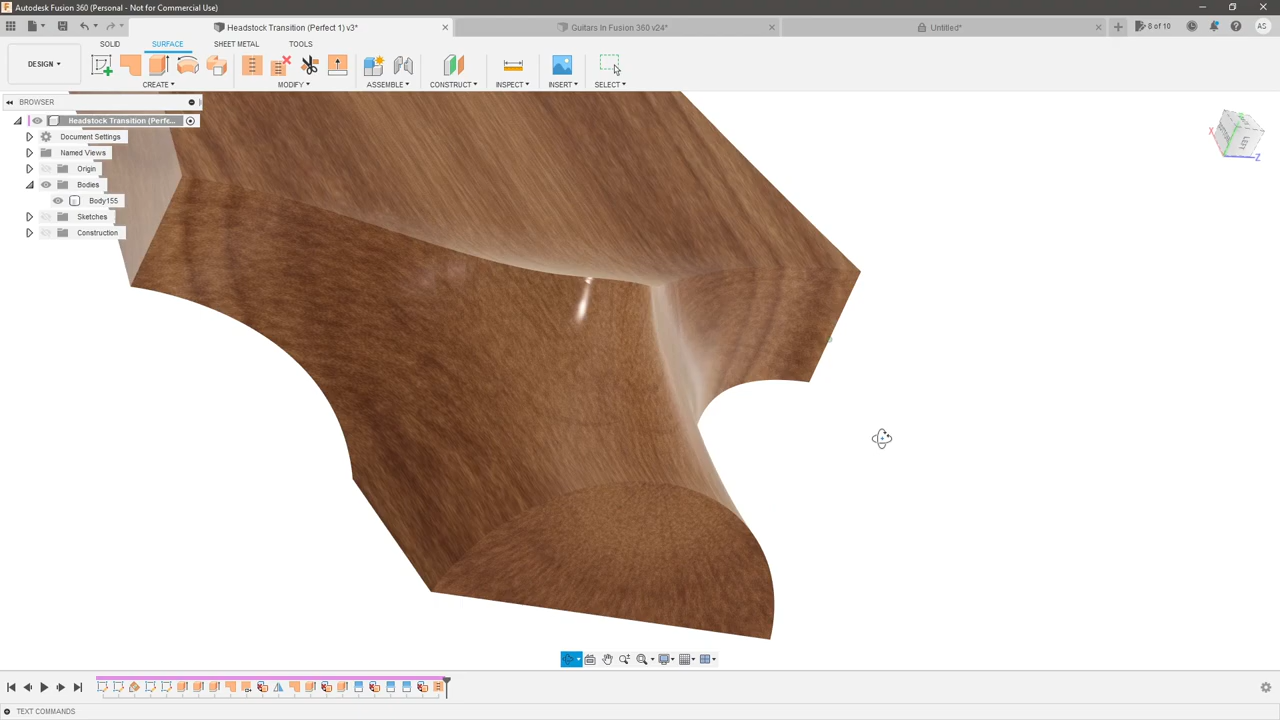 Autodesk Fusion 360 (Personal - Not for Commercial Use)
Headstock Transition (Perfect 1) v3*
Guitars In Fusion 360 v24*
Untitled*
8 of 10
AS
SOLID
SURFACE
SHEET METAL
TOOLS
DESIGN
CREATE
MODIFY
ASSEMBLE
CONSTRUCT
INSPECT
INSERT
SELECT
BROWSER
Headstock Transition (Perfe...
Document Settings
Named Views
Origin
Bodies
Body155
Sketches
Construction
X
LEFT
Z
TEXT COMMANDS